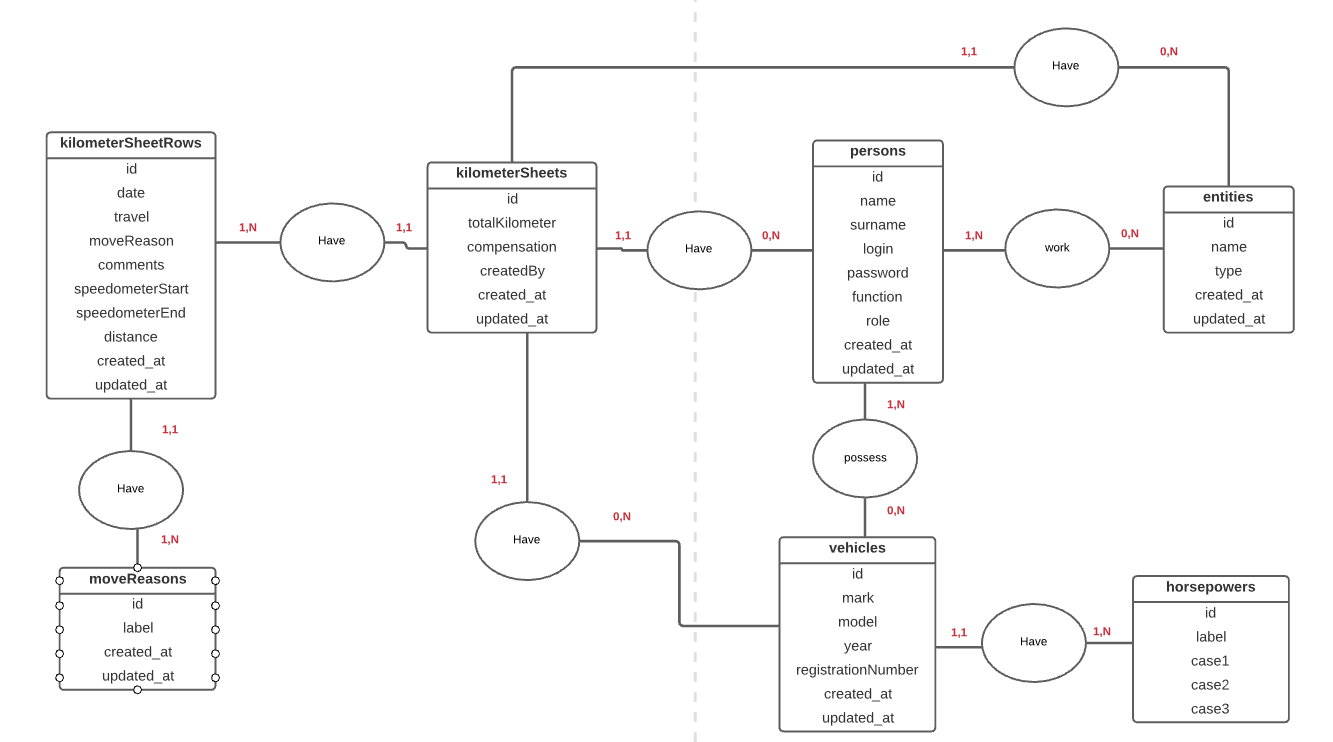 1,1
Have
0,N
kilometerSheetRows
id
date
travel
moveReason
comments
speedometerStart
speedometerEnd
distance
created_at
updated_at
1,N
Have
1,1
kilometerSheets
id
totalKilometer
compensation
createdBy
created_at
updated_at
1,1
Have
0,N
persons
id
name
surname
login
password
function
role
created_at
updated_at
1,N
work
0,N
entities
id
name
type
created_at
updated_at
1,1
Have
1,N
moveReasons
id
label
created_at
updated_at
1,1
Have
0,N
1,N
possess
0,N
vehicles
id
mark
model
year
registrationNumber
created_at
updated_at
1,1
Have
1,N
horsepowers
id
label
case1
case2
case3